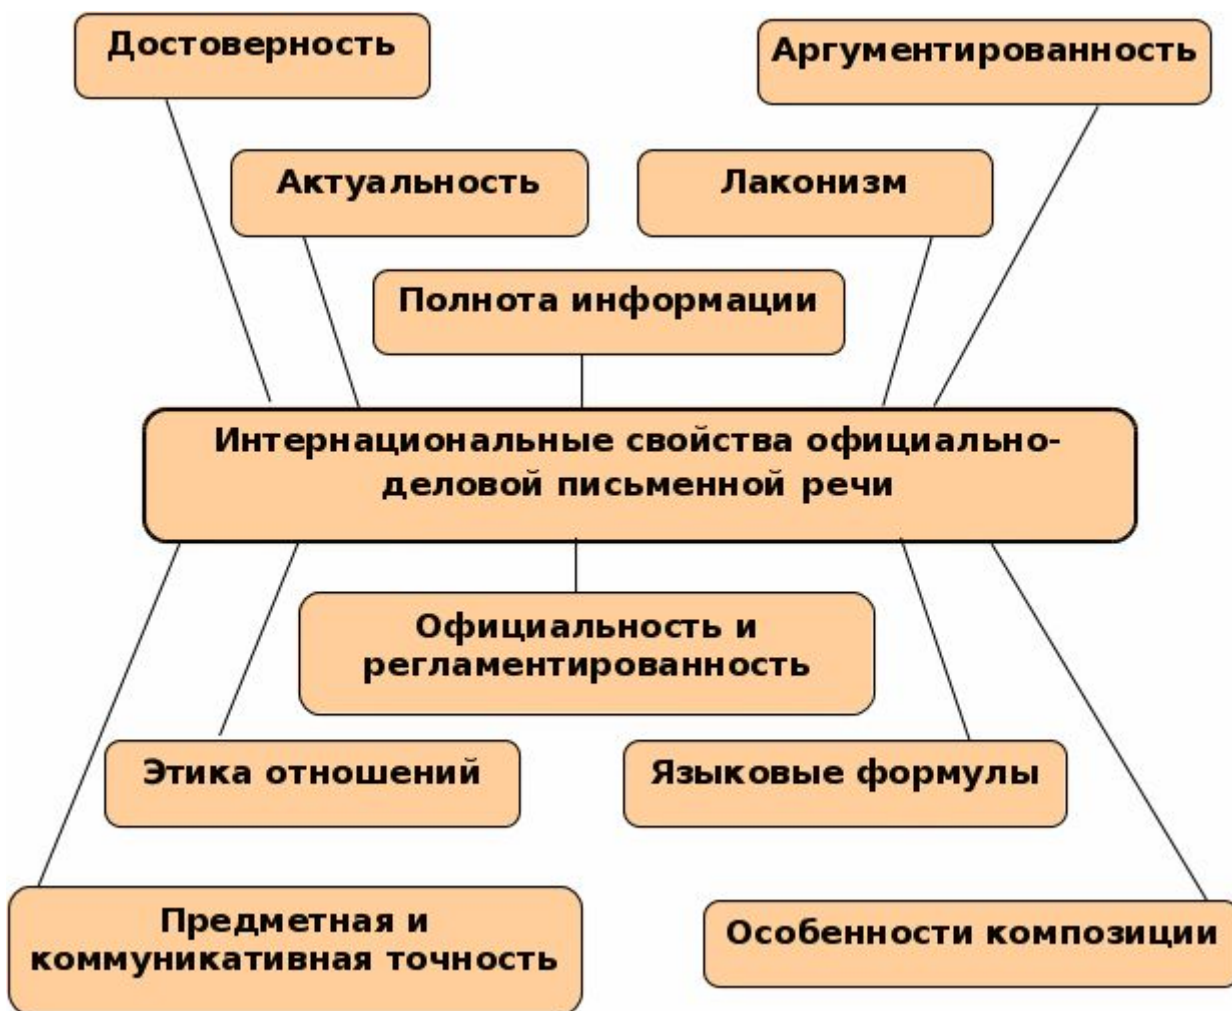 Достоверность
Аргументированность
Актуальность
Лаконизм
Полнота информации
Интернациональные свойства официально-
деловой письменной речи
Официальность и
регламентированность
Этика отношений
Языковые формулы
Предметная и
коммуникативная точность
Особенности композиции